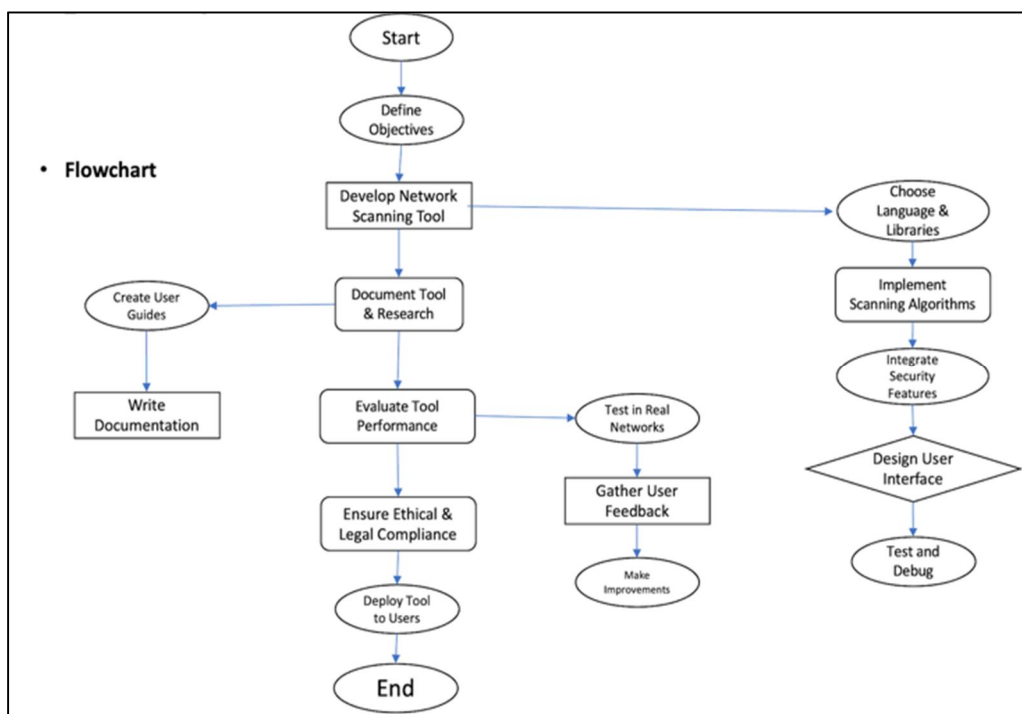 Start
Define
Objectives
• Flowchart
Develop Network
Scanning Tool
Choose
Language &
Libraries
Document Tool
& Research
Create User
Guides
Implement
Scanning Algorithms
Write
Documentation
Evaluate Tool
Performance
Test in Real
Networks
Integrate
Security
Features
Gather User
Feedback
Design User
Interface
Ensure Ethical &
Legal Compliance
Make
Improvements
Test and
Debug
Deploy Tool
to Users
End